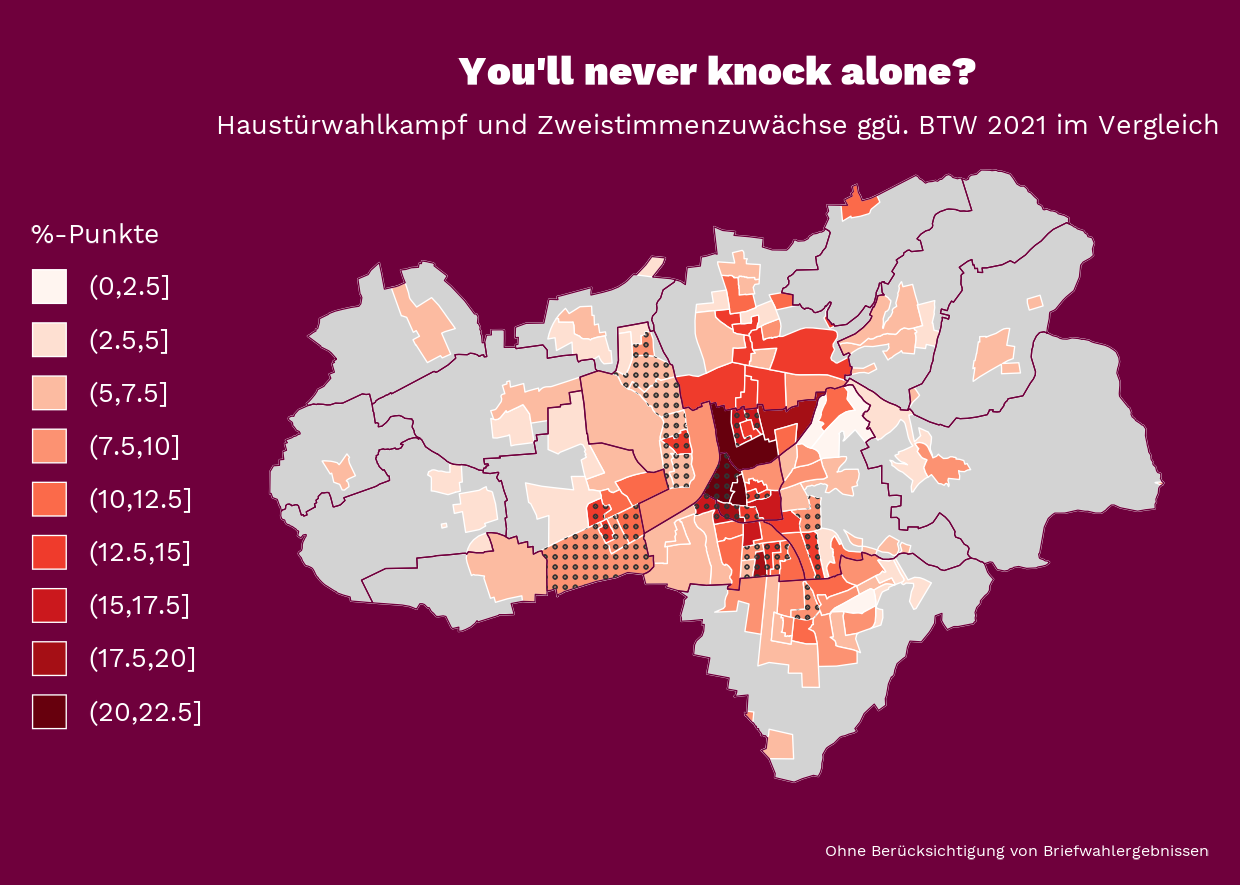 You'll never knock alone?
Haustürwahlkampf und Zweistimmenzuwächse ggü. BTW 2021 im Vergleich
%-Punkte
(0,2.5]
(2.5,5]
(5,7.5]
(7.5,10]
(10,12.5]
(12.5,15]
(15,17.5]
(17.5,20]
(20,22.5]
Ohne Berücksichtigung von Briefwahlergebnissen